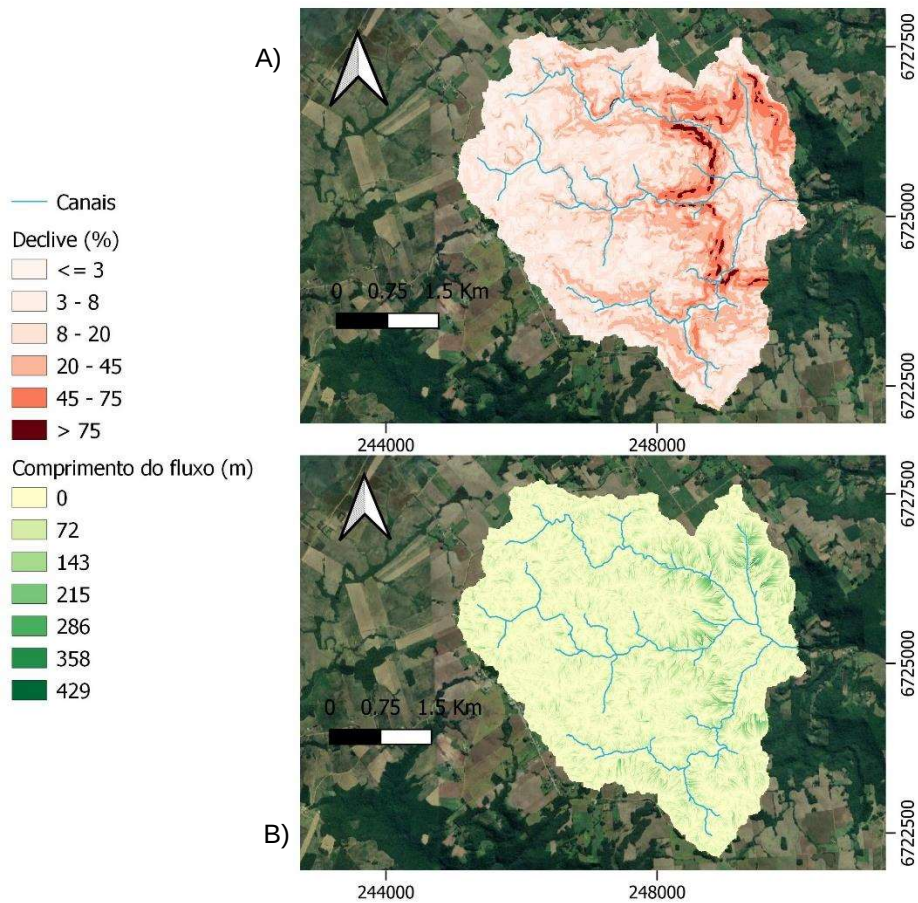 A)
Canais
Declive (%)
<= 3
3 - 8
8 - 20
20 - 45
45 - 75
> 75
Comprimento do fluxo (m)
0
72
143
215
286
358
429
0 0.75 1.5 Km
6727500
6725000
6722500
244000 248000
B)
0 0.75 1.5 Km
6727500
6725000
6722500
244000 248000